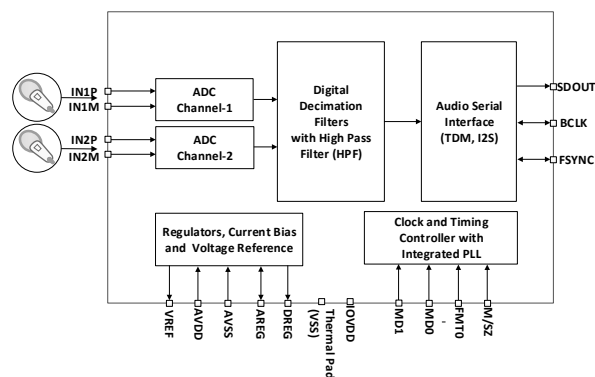 IN1P
IN1M
IN2P
IN2M
ADC
Channel-1
ADC
Channel-2
Digital
Decimation
Filters
with High Pass
Filter (HPF)
Audio Serial
Interface
(TDM, I2S)
SDOUT
BCLK
FSYNC
Regulators, Current Bias
and Voltage Reference
Clock and Timing
Controller with
Integrated PLL
VREF
AVDD
AVSS
AREG
DREG
Thermal Pad
(VSS)
IOVDD
MD1
MD0
-
FMT0
M/SZ